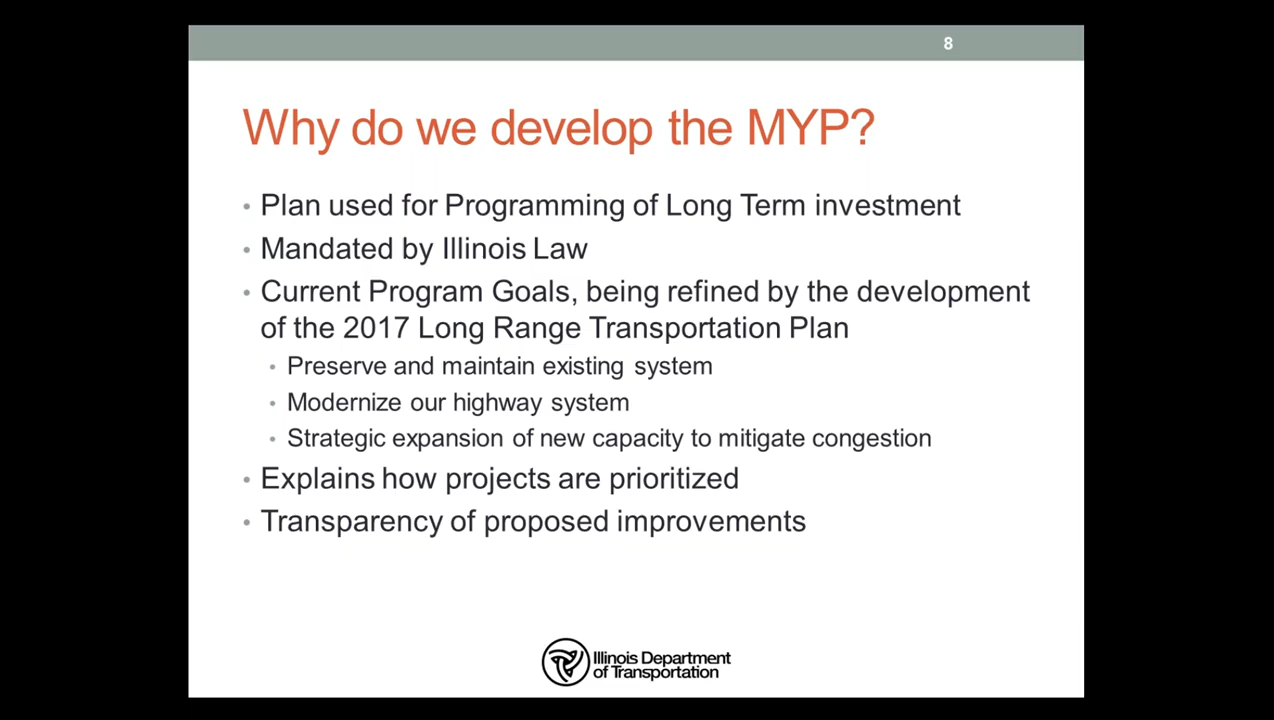 8
Why do we develop the MYP?
• Plan used for Programming of Long Term investment
• Mandated by Illinois Law
• Current Program Goals, being refined by the development
of the 2017 Long Range Transportation Plan
• Preserve and maintain existing system
• Modernize our highway system
• Strategic expansion of new capacity to mitigate congestion
• Explains how projects are prioritized
• Transparency of proposed improvements
Illinois Department
of Transportation